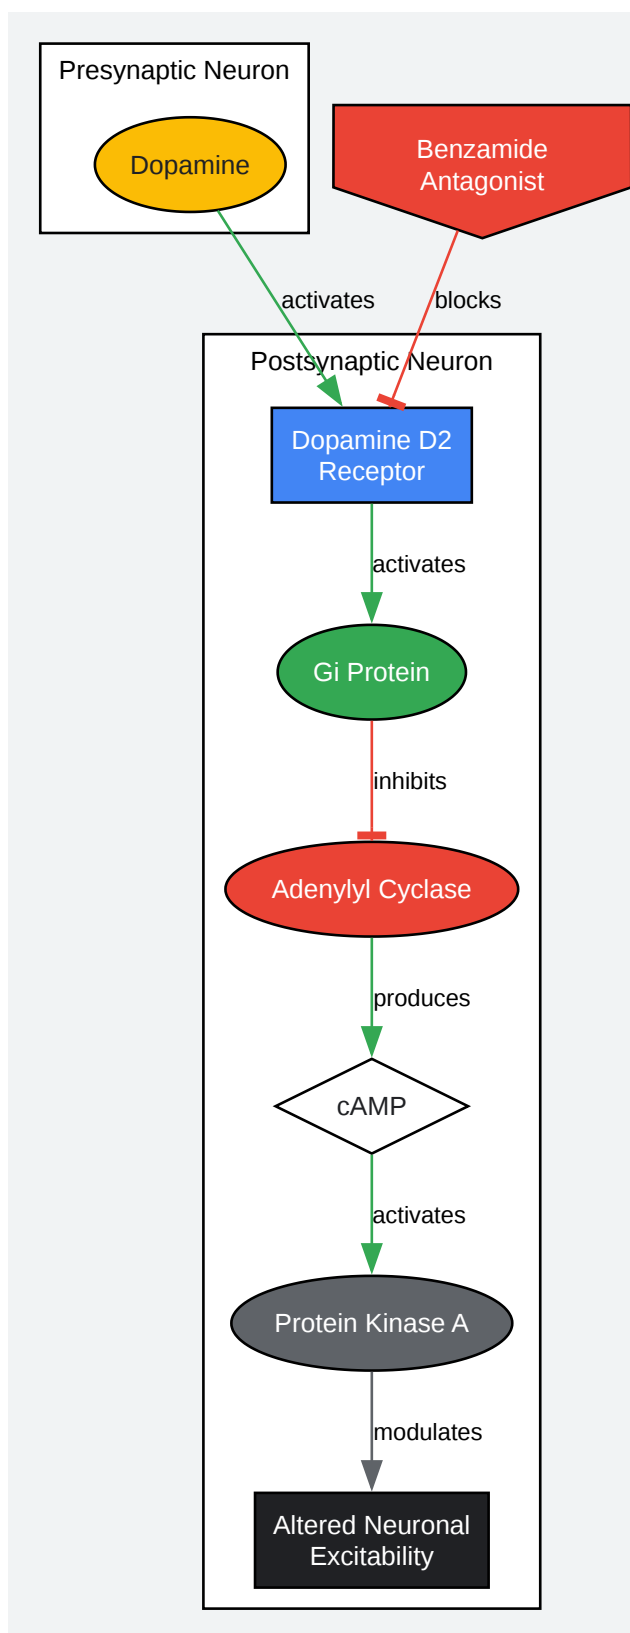 Presynaptic Neuron
Dopamine
Benzamide
Antagonist
activates
blocks
Postsynaptic Neuron
Dopamine D2
Receptor
activates
Gi Protein
inhibits
Adenylyl Cyclase
produces
cAMP
activates
Protein Kinase A
modulates
Altered Neuronal
Excitability